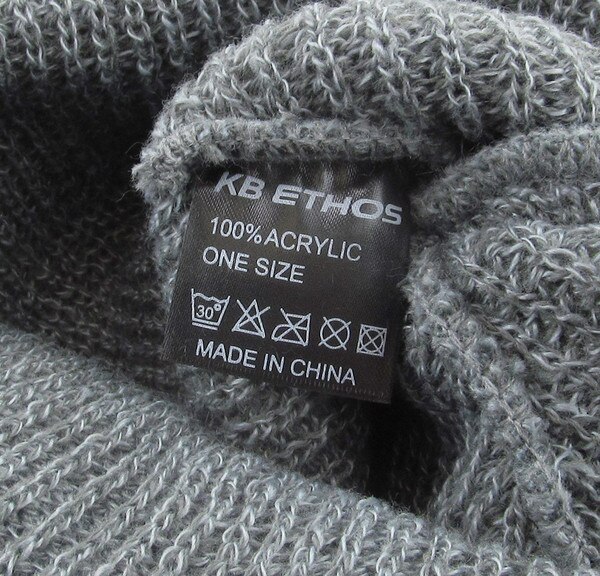 KB ETHOS
100% ACRYLIC
ONE SIZE
30°
MADE IN CHINA